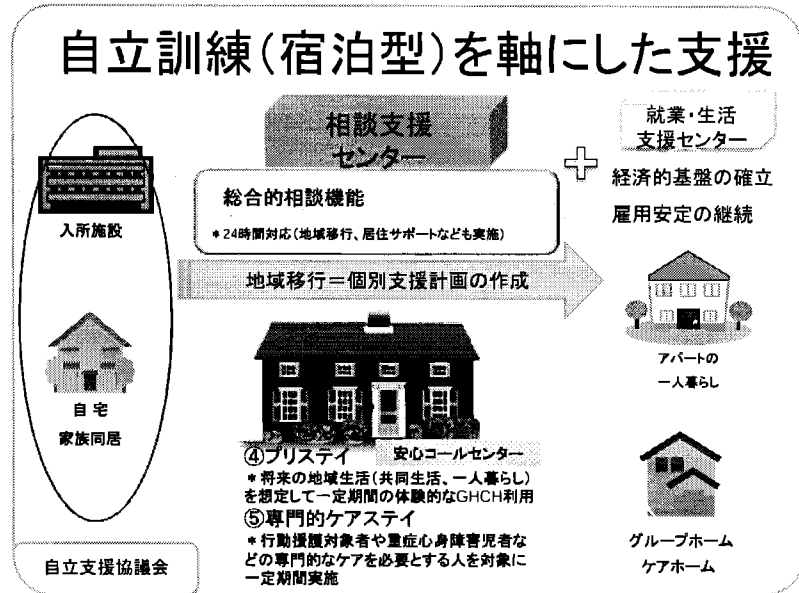 自立訓練(宿泊型)を軸にした支援
入所施設
自宅
家族同居
自立支援協議会
相談支援
センター
総合的相談機能
*24時間対応(地域移行、居住サポートなども実施)
地域移行=個別支援計画の作成
④プリステイ
安心コールセンター
*将来の地域生活(共同生活、一人暮らし)
を想定して一定期間の体験的なGHCH利用
⑤専門的ケアステイ
*行動援護対象者や重症心身障害児者な
どの専門的なケアを必要とする人を対象に
一定期間実施
就業・生活
支援センター
経済的基盤の確立
雇用安定の継続
アパートの
一人暮らし
グループホーム
ケアホーム